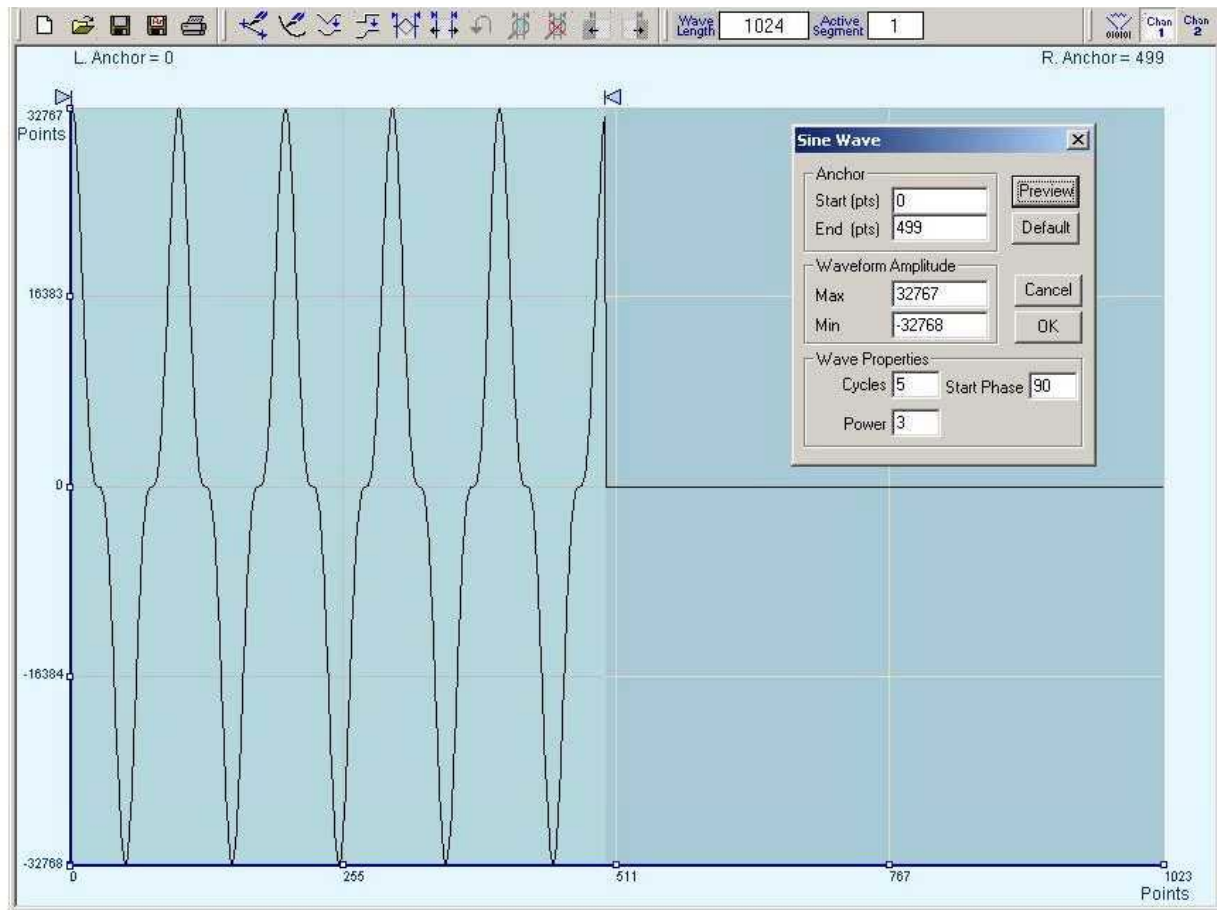 Wave Length 1024 Active Segment 1
010101 Chan 1 Chan 2
L. Anchor = 0
R. Anchor = 499
32767
Points
16383
0
-16384
-32768
0
255
511
767
1023
Points
Sine Wave
Anchor
Start (pts) 0
End (pts) 499
Preview
Default
Waveform Amplitude
Max 32767
Min -32768
Cancel
OK
Wave Properties
Cycles 5 Start Phase 90
Power 3